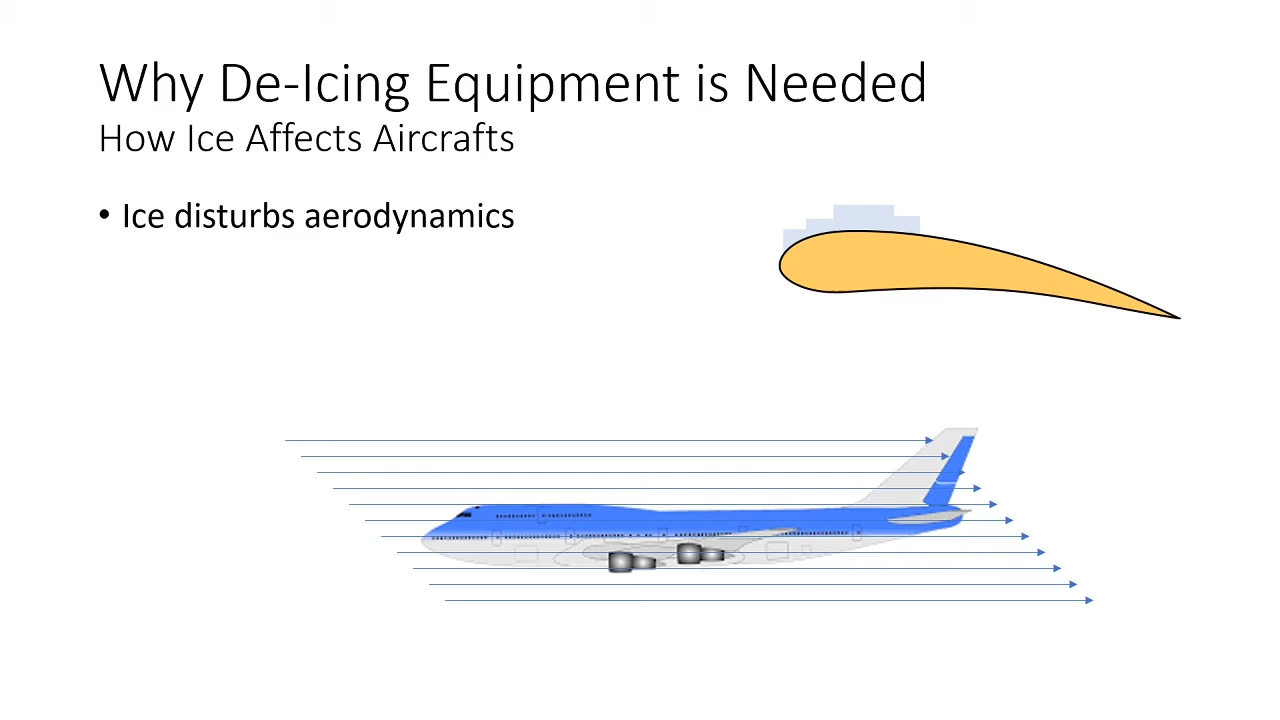 Why De-Icing Equipment is Needed
How Ice Affects Aircrafts
• Ice disturbs aerodynamics